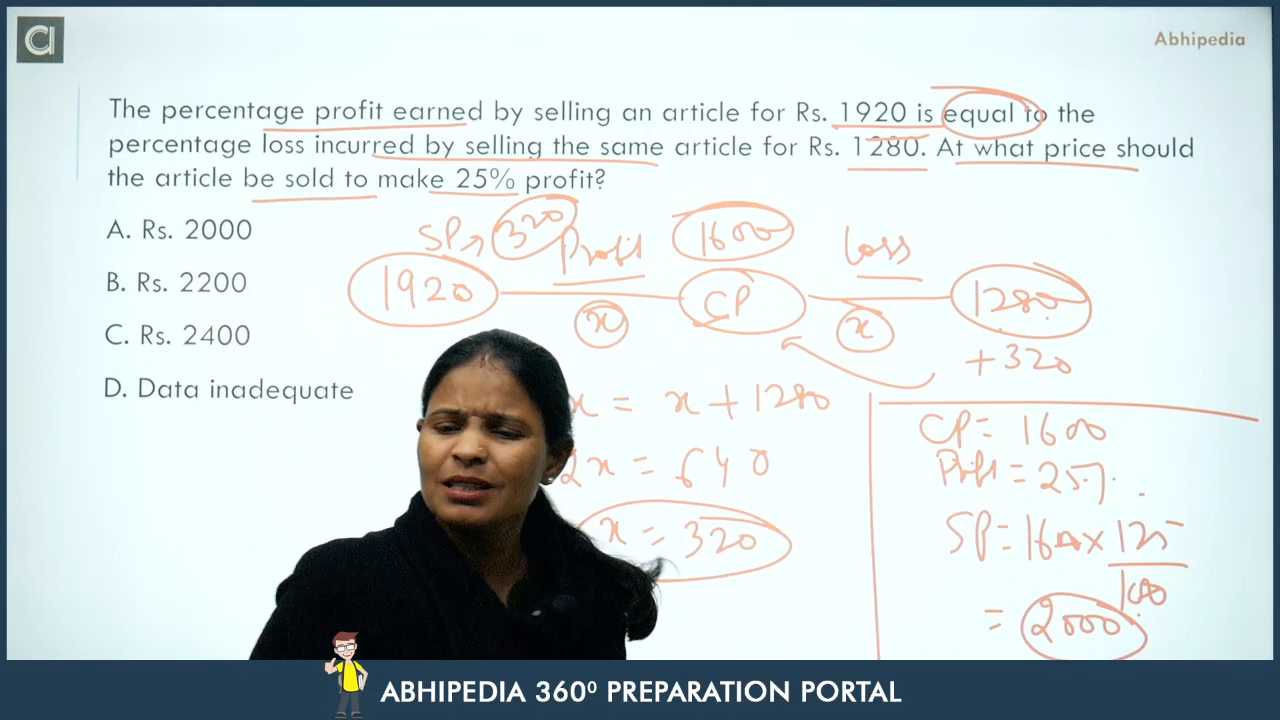 Abhipedia
The percentage profit earned by selling an article for Rs. 1920 is equal to the
percentage loss incurred by selling the same article for Rs. 1280. At what price should
the article be sold to make 25% profit?
A. Rs. 2000
B. Rs. 2200
C. Rs. 2400
D. Data inadequate
SP → 320 Profit 1600 loss
1920 CP 1280
x x
+ 320
x = x + 1280
2x = 640
x = 320
CP = 1600
Profit = 25%.
SP = 1600 x 125
100
= 2000
ABHIPEDIA 360⁰ PREPARATION PORTAL